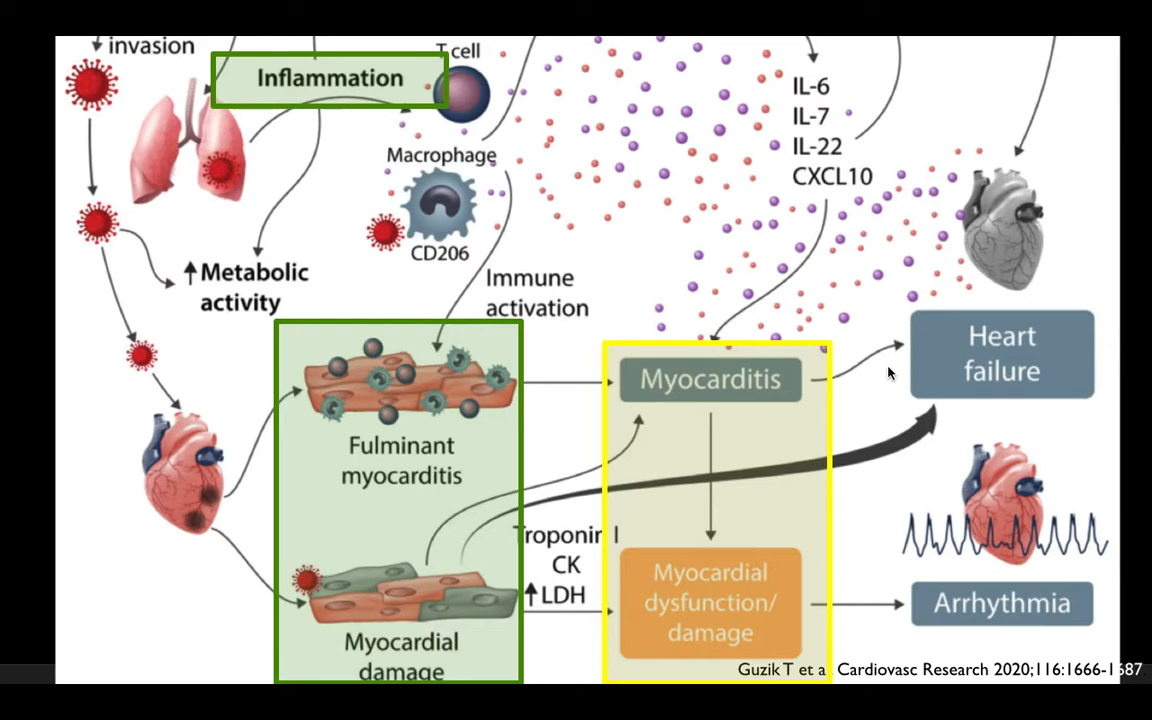 invasion
Inflammation
T cell
Macrophage
CD206
IL-6
IL-7
IL-22
CXCL10
Metabolic
activity
Immune
activation
Fulminant
myocarditis
Myocardial
damage
Troponin I
CK
LDH
Myocarditis
Myocardial
dysfunction/
damage
Heart
failure
Arrhythmia
Guzik T et al Cardiovasc Research 2020;116:1666-1687